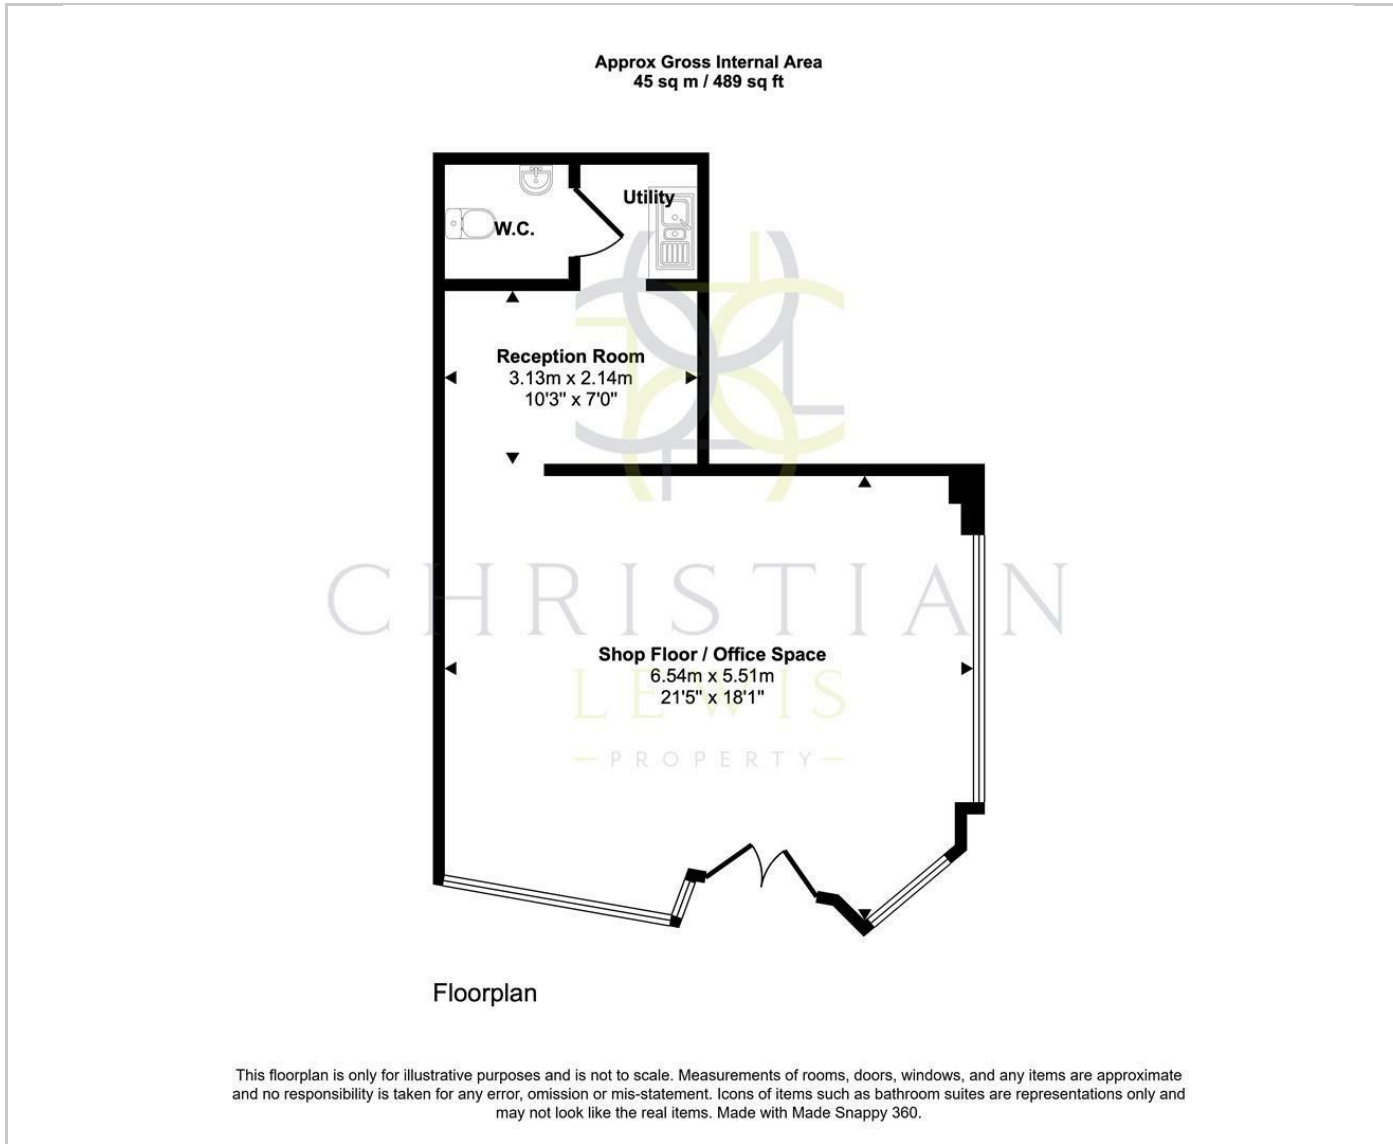 Approx Gross Internal Area
45 sq m / 489 sq ft
Utility
W.C.
Reception Room
3.13m x 2.14m
10'3" x 7'0"
CHRISTIAN
Shop Floor / Office Space
6.54m x 5.51m
21'5" x 18'1"
LEWIS
PROPERTY
Floorplan
This floorplan is only for illustrative purposes and is not to scale. Measurements of rooms, doors, windows, and any items are approximate
and no responsibility is taken for any error, omission or mis-statement. Icons of items such as bathroom suites are representations only and
may not look like the real items. Made with Made Snappy 360.